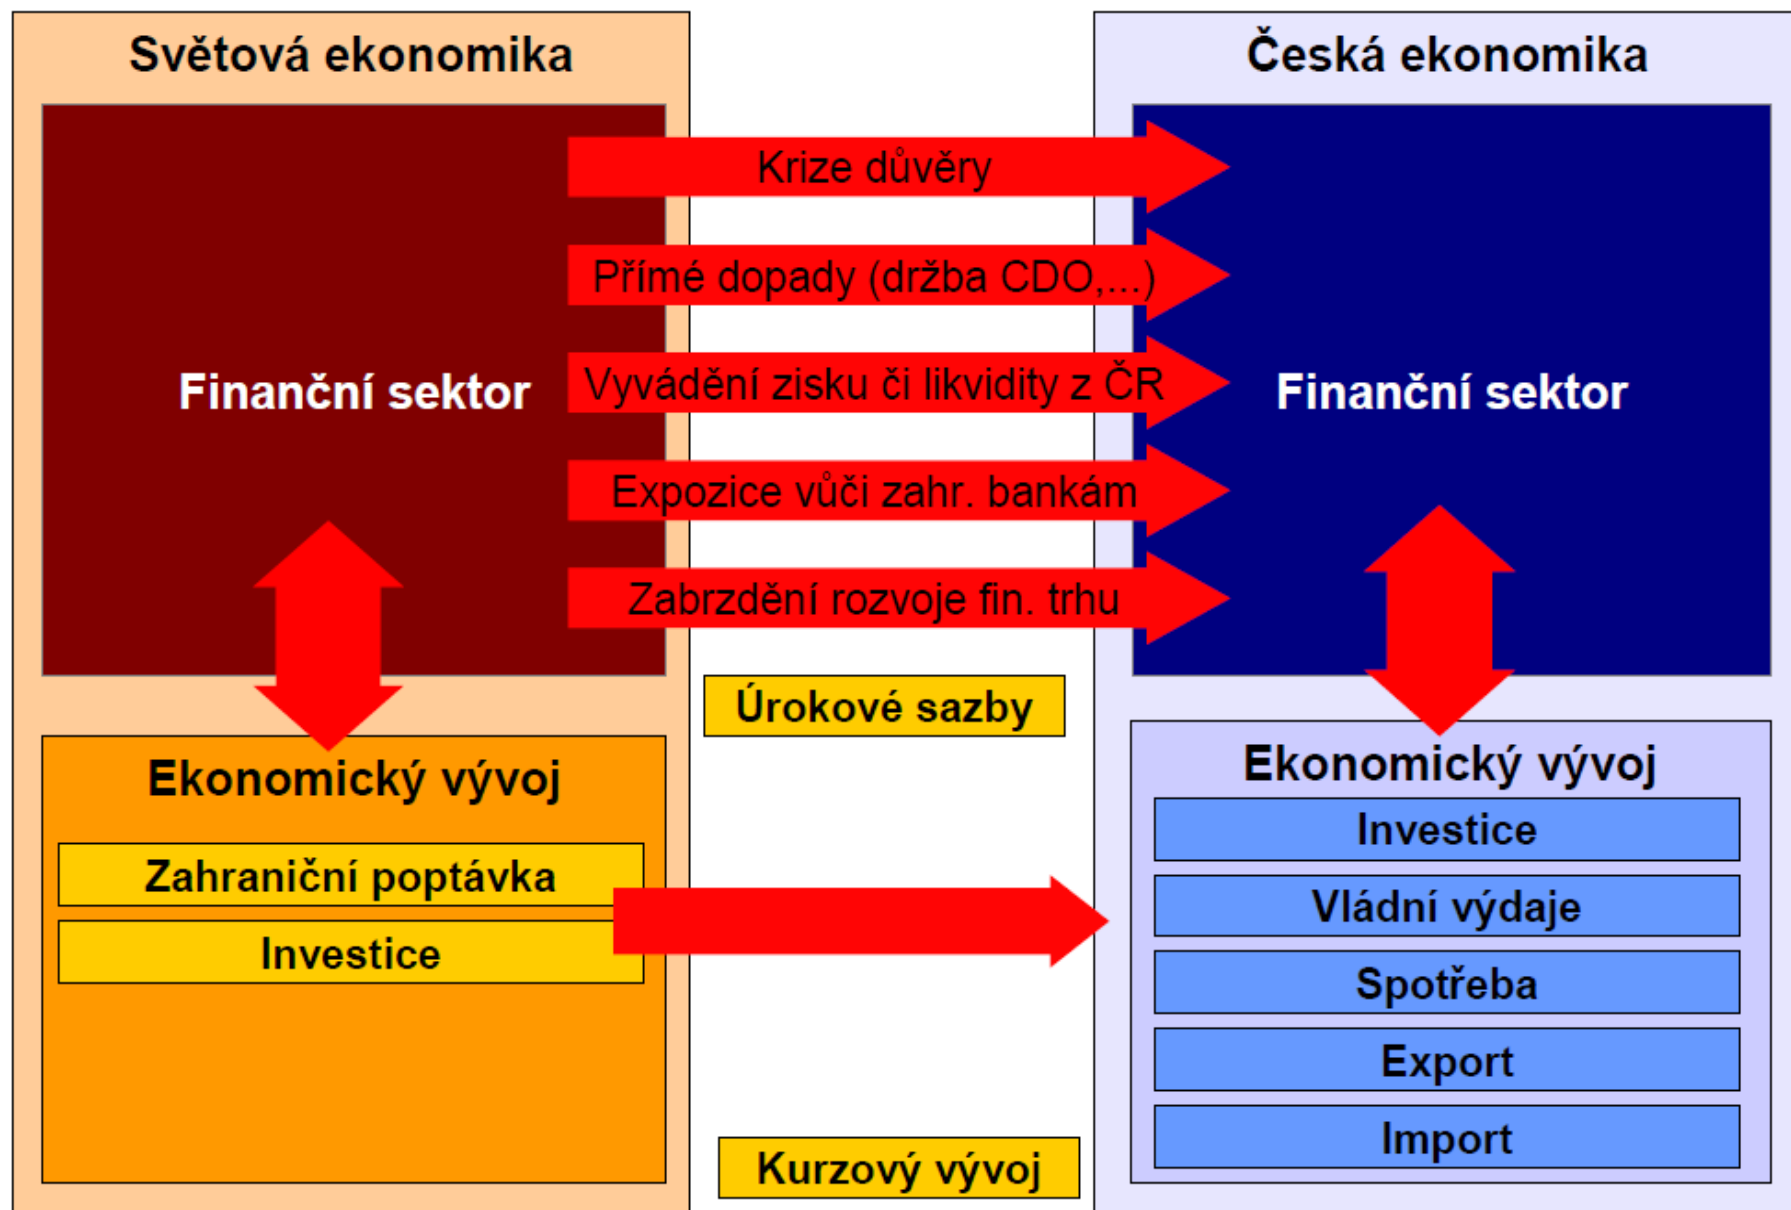 Světová ekonomika
Česká ekonomika
Krize důvěry
Přímé dopady (držba CDO,...)
Finanční sektor
Vyvádění zisku či likvidity z ČR
Finanční sektor
Expozice vůči zahr. bankám
Zabrzdění rozvoje fin. trhu
Úrokové sazby
Ekonomický vývoj
Zahraniční poptávka
Investice
Ekonomický vývoj
Investice
Vládní výdaje
Spotřeba
Export
Import
Kurzový vývoj